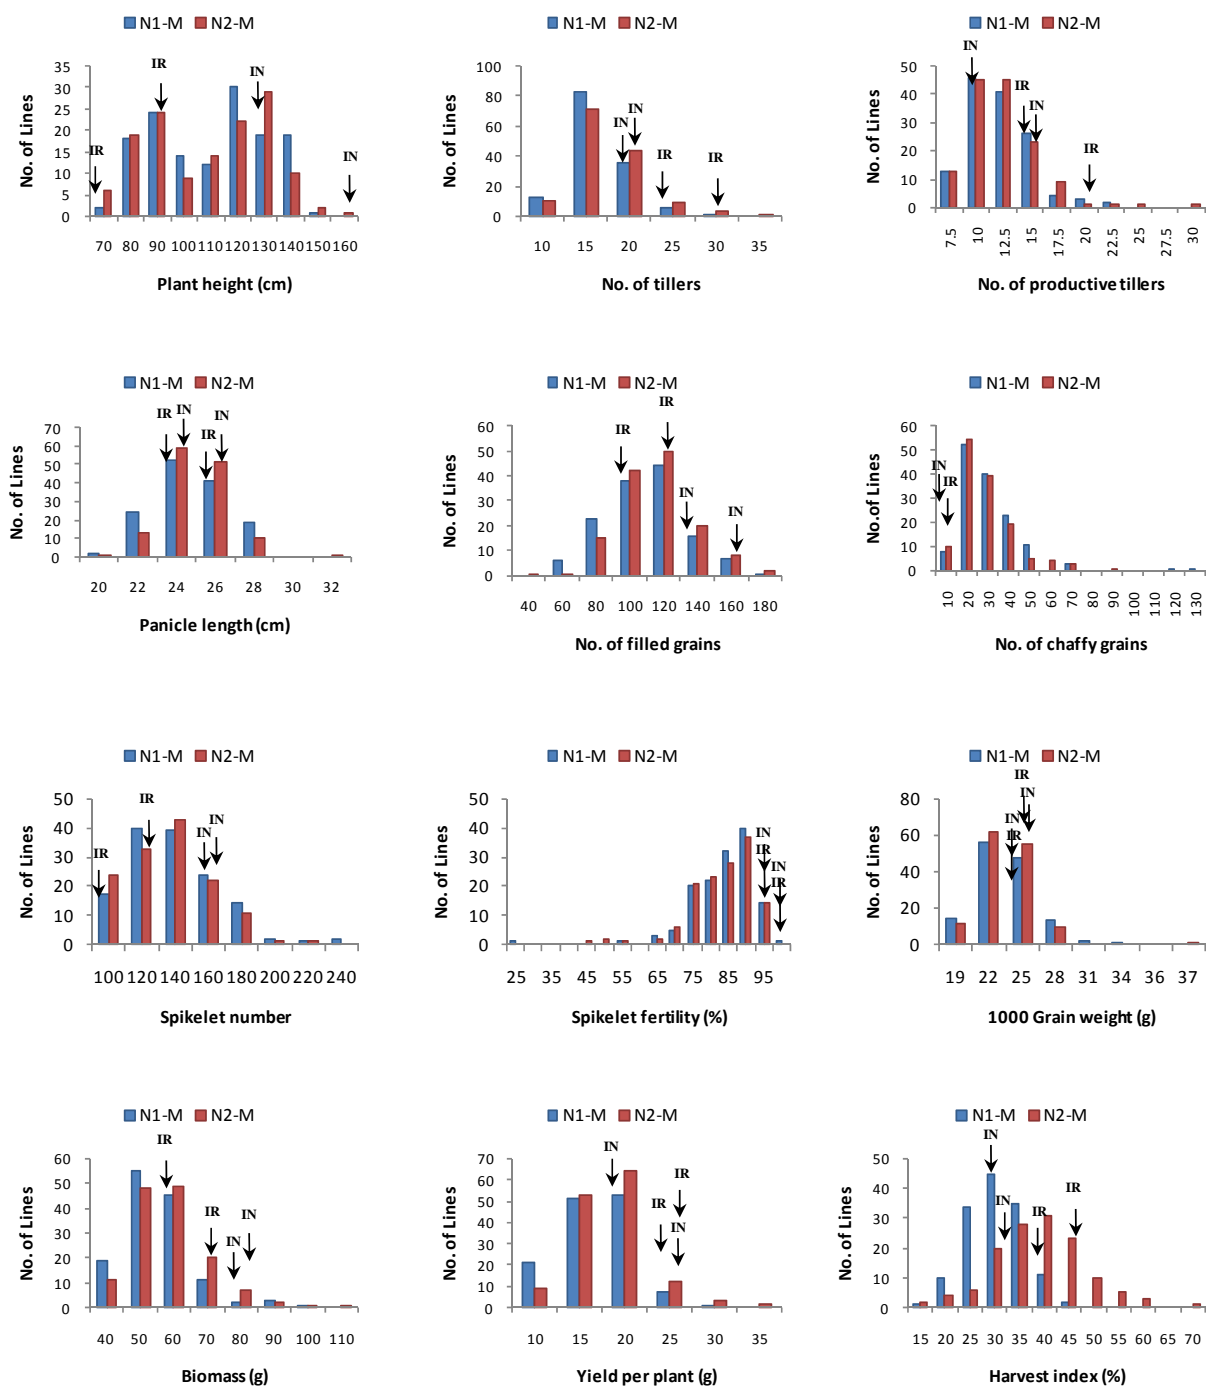 N1-M N2-M
35
30
25
20
15
10
5
0
No. of Lines
IR
IR
IN
IN
70 80 90 100 110 120 130 140 150 160
Plant height (cm)
N1-M N2-M
100
80
60
40
20
0
No. of Lines
IN
IN
IR
IR
10 15 20 25 30 35
No. of tillers
N1-M N2-M
50
40
30
20
10
0
No. of Lines
IN
IR
IN
IR
7.5 10 12.5 15 17.5 20 22.5 25 27.5 30
No. of productive tillers
N1-M N2-M
70
60
50
40
30
20
10
0
No. of Lines
IR
IN
IR
IN
20 22 24 26 28 32
Panicle length (cm)
N1-M N2-M
60
50
40
30
20
10
0
No. of Lines
IR
IR
IN
IN
40 60 80 100 120 140 160 180
No. of filled grains
N1-M N2-M
60
50
40
30
20
10
0
No.of Lines
IN
IR
10 20 30 40 50 60 70 90 100 110 120 130
No. of chaffy grains
N1-M N2-M
50
40
30
20
10
0
No. of Lines
IR
IR
IN
IN
100 120 140 160 180 200 220 240
Spikelet number
N1-M N2-M
50
40
30
20
10
0
No. of Lines
IN
IR
IN
IR
25 35 45 55 65 75 85 95
Spikelet fertility (%)
N1-M N2-M
80
60
40
20
0
No. of Lines
IR
IN
IN
IR
19 22 25 28 31 34 36 37
1000 Grain weight (g)
N1-M N2-M
60
50
40
30
20
10
0
No. of Lines
IR
IR
IN
IN
40 50 60 70 80 90 100 110
Biomass (g)
N1-M N2-M
70
60
50
40
30
20
10
0
No. of Lines
IN
IR
IR
IN
10 15 20 25 30 35
Yield per plant (g)
N1-M N2-M
50
40
30
20
10
0
No. of Lines
IN
IN
IR
IR
15 20 25 30 35 40 45 50 55 60 65 70
Harvest index (%)